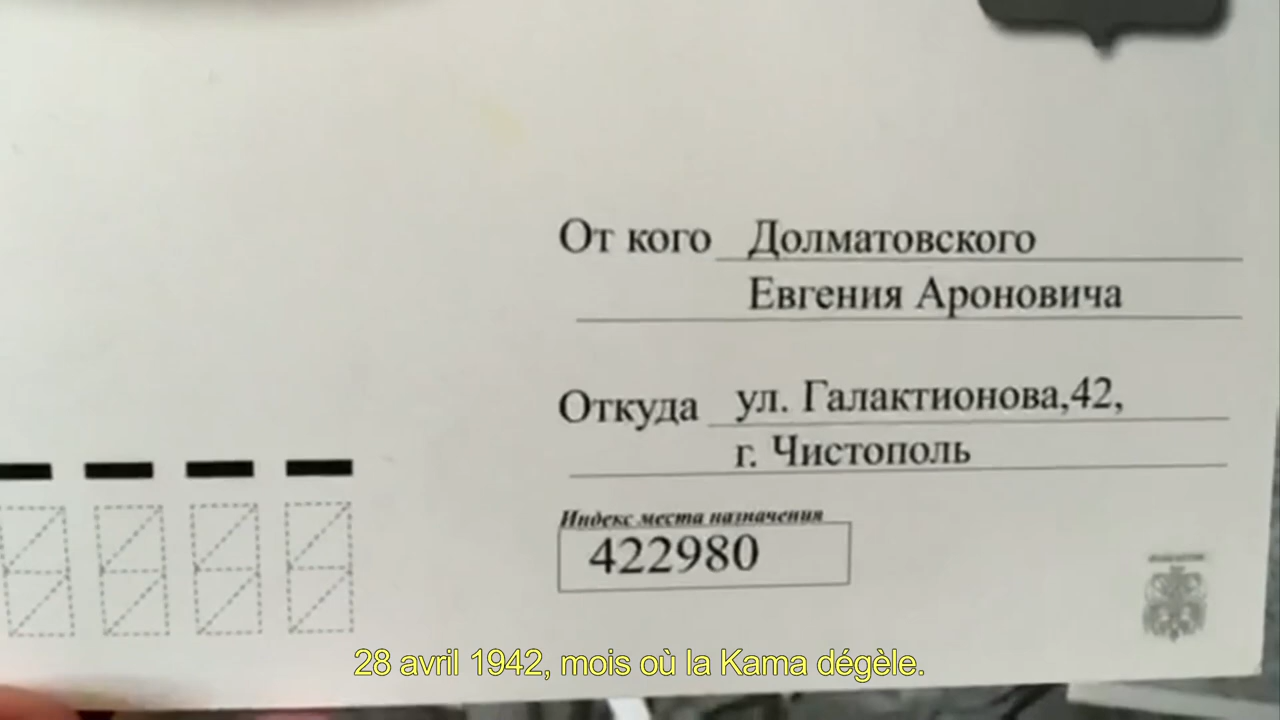 От кого Долматовского
Евгения Ароновича
Откуда ул. Галактионова,42,
г. Чистополь
Индекс места назначения
422980
28 avril 1942, mois où la Kama dégèle.